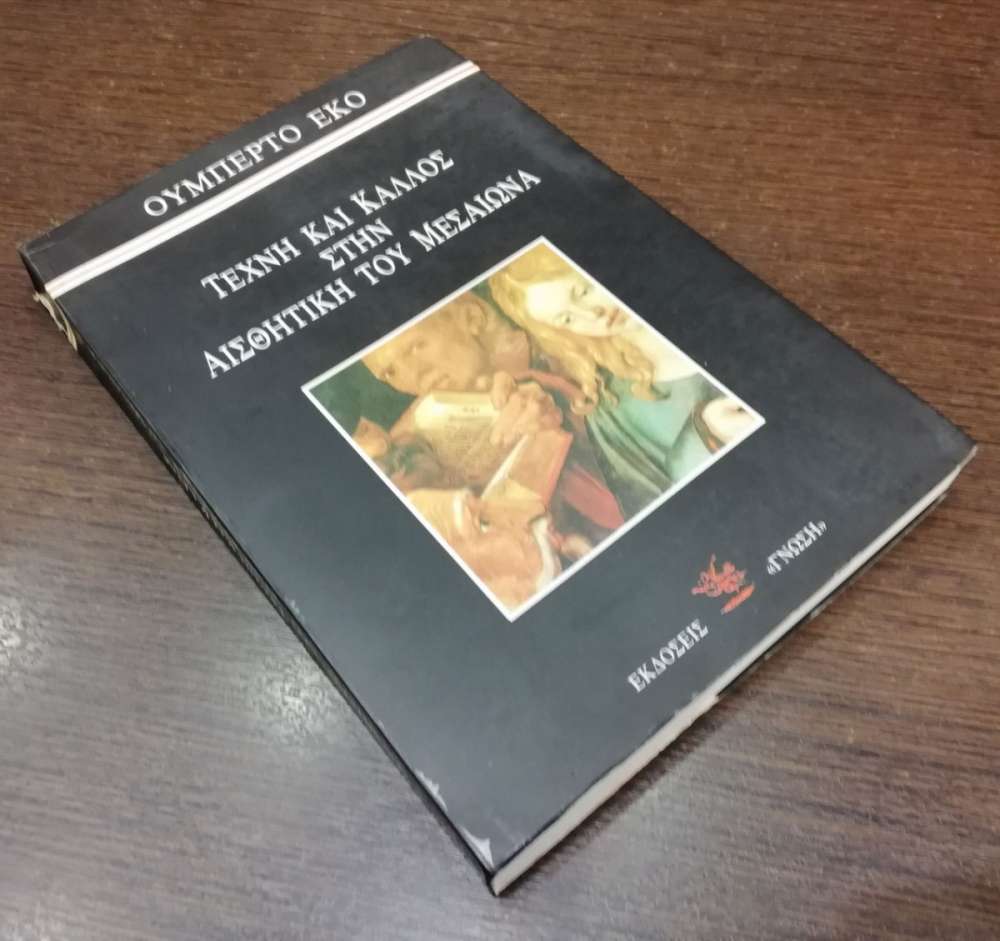 ΟΥΜΠΕΡΤΟ ΕΚΟ
ΤΕΧΝΗ ΚΑΙ ΚΑΛΛΟΣ
ΣΤΗΝ
ΑΙΣΘΗΤΙΚΗ ΤΟΥ ΜΕΣΑΙΩΝΑ
ΕΚΔΟΣΕΙΣ «ΓΝΩΣΗ»